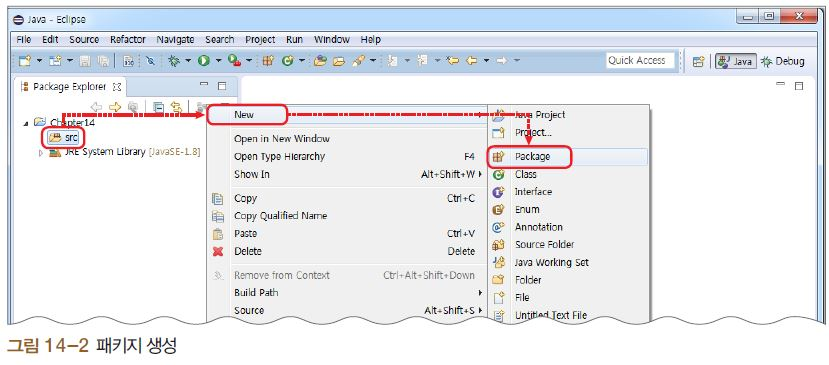 Java - Eclipse
File Edit Source Refactor Navigate Search Project Run Window Help
Quick Access
Java
Debug
Package Explorer
Chapter14
src
JRE System Library [JavaSE-1.8]
New
Open in New Window
Open Type Hierarchy F4
Show In Alt+Shift+W
Copy Ctrl+C
Copy Qualified Name
Paste Ctrl+V
Delete Delete
Remove from Context Ctrl+Alt+Shift+Down
Build Path
Source Alt+Shift+S
Java Project
Project...
Package
Class
Interface
Enum
Annotation
Source Folder
Java Working Set
Folder
File
Untitled Text File
그림 14-2 패키지 생성